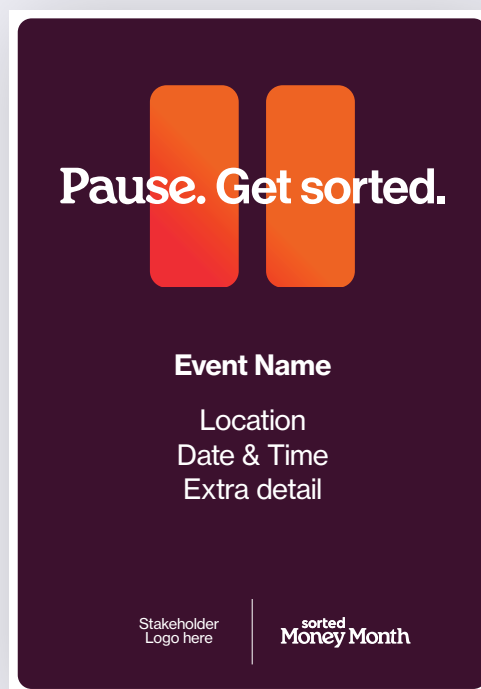 Pause. Get sorted.
Event Name
Location
Date & Time
Extra detail
Stakeholder
Logo here
sorted
Money Month